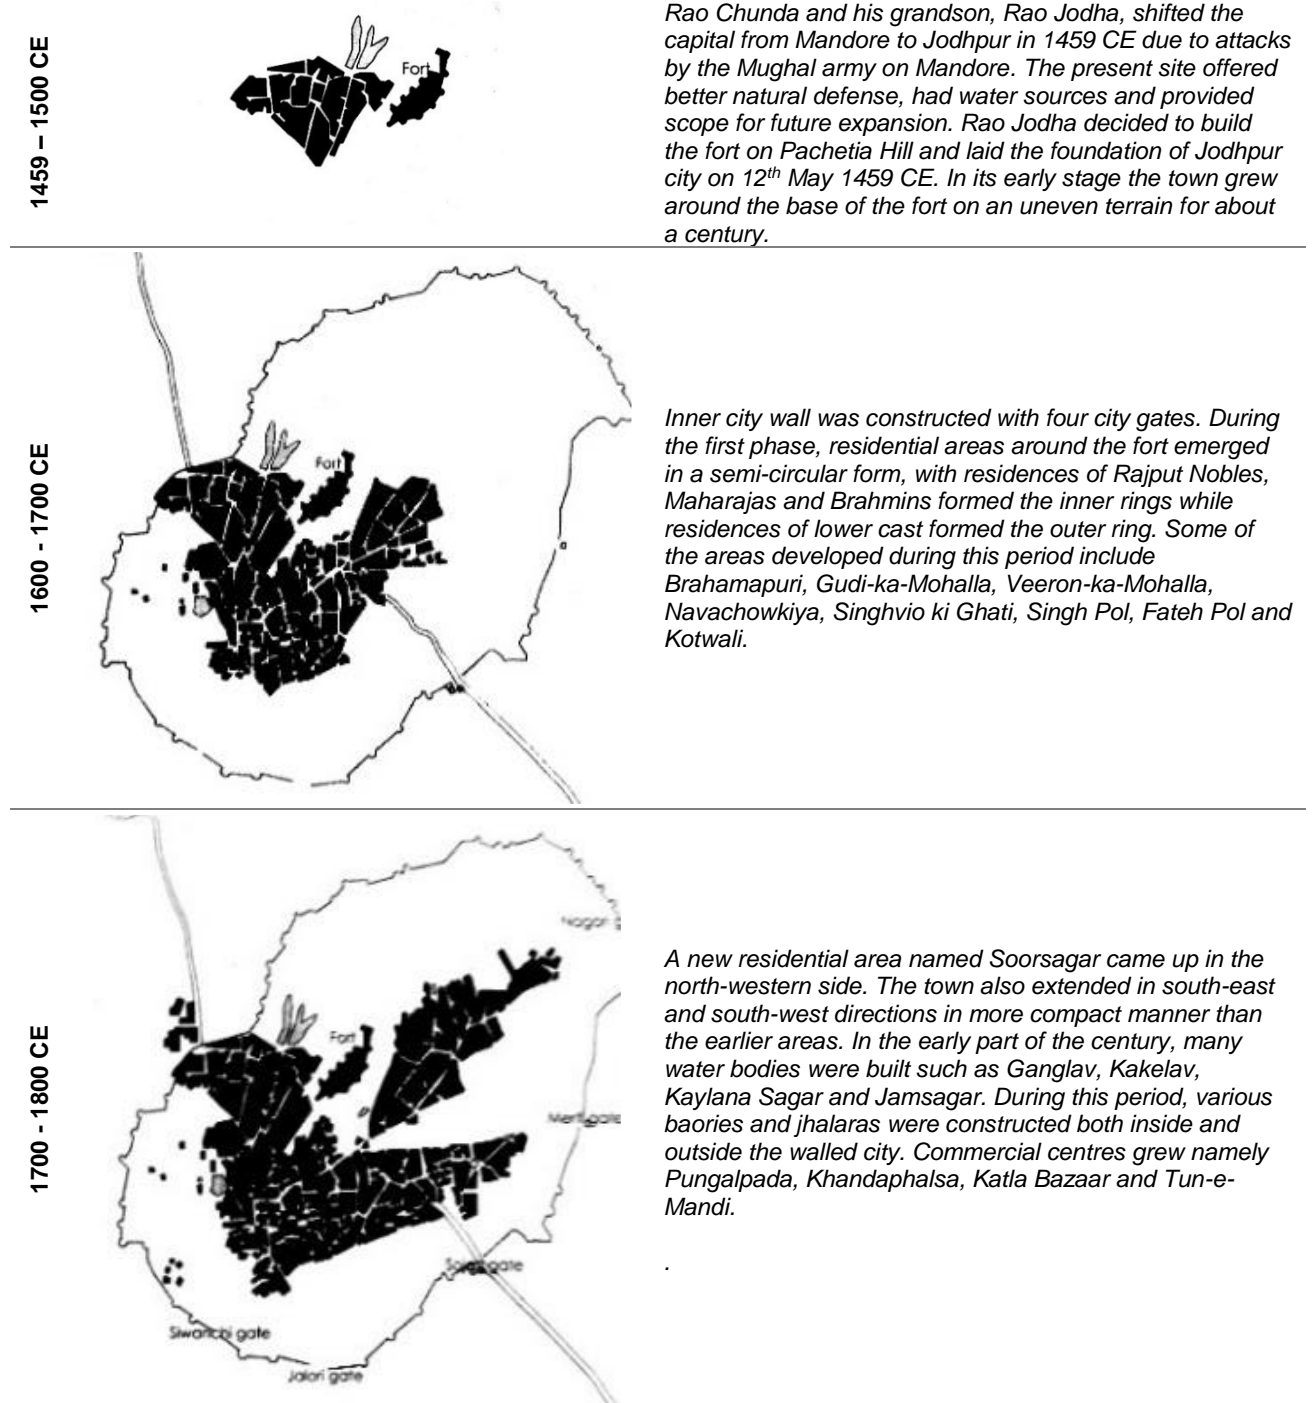 1459 – 1500 CE
Fort
Rao Chunda and his grandson, Rao Jodha, shifted the
capital from Mandore to Jodhpur in 1459 CE due to attacks
by the Mughal army on Mandore. The present site offered
better natural defense, had water sources and provided
scope for future expansion. Rao Jodha decided to build
the fort on Pachetia Hill and laid the foundation of Jodhpur
city on 12th May 1459 CE. In its early stage the town grew
around the base of the fort on an uneven terrain for about
a century.
1600 - 1700 CE
Fort
Inner city wall was constructed with four city gates. During
the first phase, residential areas around the fort emerged
in a semi-circular form, with residences of Rajput Nobles,
Maharajas and Brahmins formed the inner rings while
residences of lower cast formed the outer ring. Some of
the areas developed during this period include
Brahamapuri, Gudi-ka-Mohalla, Veeron-ka-Mohalla,
Navachowkiya, Singhvio ki Ghati, Singh Pol, Fateh Pol and
Kotwali.
1700 - 1800 CE
Fort
Siwanchi gate
Jalori gate
A new residential area named Soorsagar came up in the
north-western side. The town also extended in south-east
and south-west directions in more compact manner than
the earlier areas. In the early part of the century, many
water bodies were built such as Ganglav, Kakelav,
Kaylana Sagar and Jamsagar. During this period, various
baories and jhalaras were constructed both inside and
outside the walled city. Commercial centres grew namely
Pungalpada, Khandaphalsa, Katla Bazaar and Tun-e-
Mandi.
.